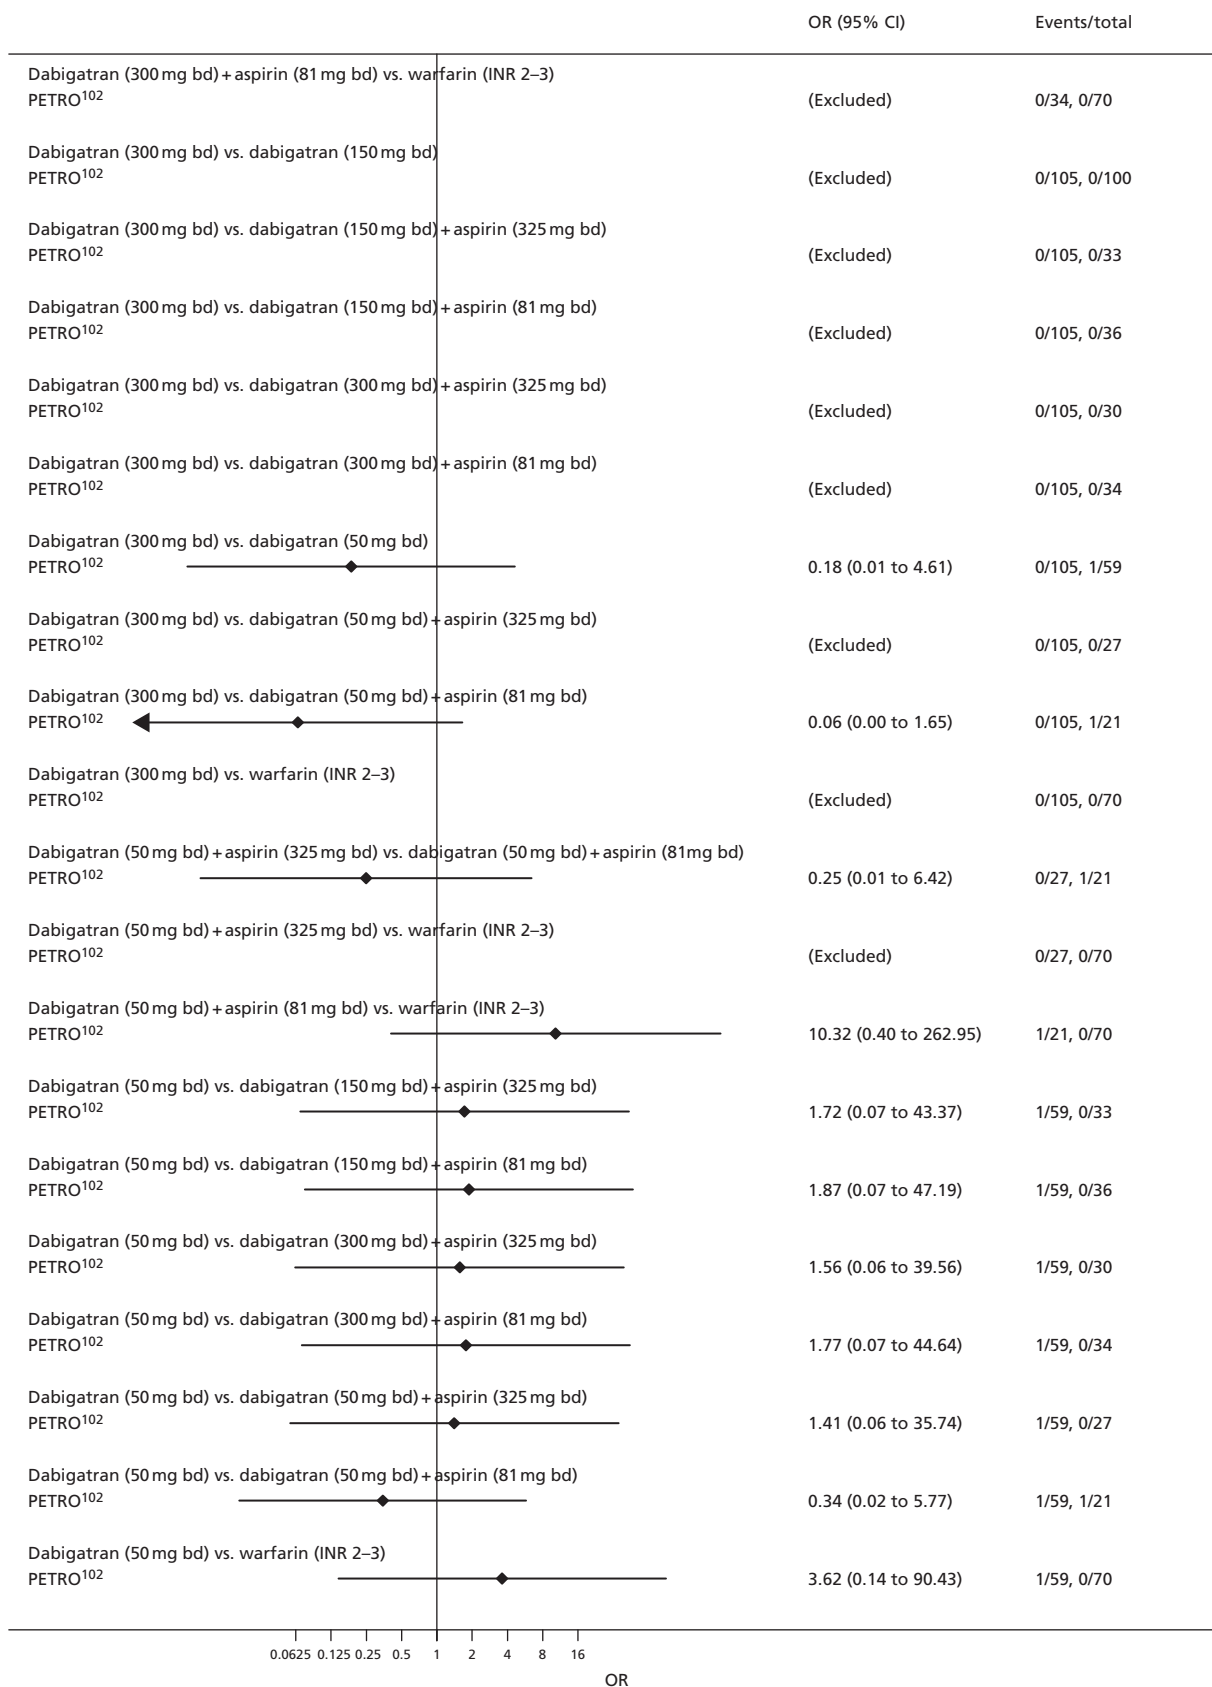 OR (95% CI) Events/total
Dabigatran (300 mg bd) + aspirin (81 mg bd) vs. warfarin (INR 2–3)
PETRO102 (Excluded) 0/34, 0/70
Dabigatran (300 mg bd) vs. dabigatran (150 mg bd)
PETRO102 (Excluded) 0/105, 0/100
Dabigatran (300 mg bd) vs. dabigatran (150 mg bd) + aspirin (325 mg bd)
PETRO102 (Excluded) 0/105, 0/33
Dabigatran (300 mg bd) vs. dabigatran (150 mg bd) + aspirin (81 mg bd)
PETRO102 (Excluded) 0/105, 0/36
Dabigatran (300 mg bd) vs. dabigatran (300 mg bd) + aspirin (325 mg bd)
PETRO102 (Excluded) 0/105, 0/30
Dabigatran (300 mg bd) vs. dabigatran (300 mg bd) + aspirin (81 mg bd)
PETRO102 (Excluded) 0/105, 0/34
Dabigatran (300 mg bd) vs. dabigatran (50 mg bd)
PETRO102 0.18 (0.01 to 4.61) 0/105, 1/59
Dabigatran (300 mg bd) vs. dabigatran (50 mg bd) + aspirin (325 mg bd)
PETRO102 (Excluded) 0/105, 0/27
Dabigatran (300 mg bd) vs. dabigatran (50 mg bd) + aspirin (81 mg bd)
PETRO102 0.06 (0.00 to 1.65) 0/105, 1/21
Dabigatran (300 mg bd) vs. warfarin (INR 2–3)
PETRO102 (Excluded) 0/105, 0/70
Dabigatran (50 mg bd) + aspirin (325 mg bd) vs. dabigatran (50 mg bd) + aspirin (81mg bd)
PETRO102 0.25 (0.01 to 6.42) 0/27, 1/21
Dabigatran (50 mg bd) + aspirin (325 mg bd) vs. warfarin (INR 2–3)
PETRO102 (Excluded) 0/27, 0/70
Dabigatran (50 mg bd) + aspirin (81 mg bd) vs. warfarin (INR 2–3)
PETRO102 10.32 (0.40 to 262.95) 1/21, 0/70
Dabigatran (50 mg bd) vs. dabigatran (150 mg bd) + aspirin (325 mg bd)
PETRO102 1.72 (0.07 to 43.37) 1/59, 0/33
Dabigatran (50 mg bd) vs. dabigatran (150 mg bd) + aspirin (81 mg bd)
PETRO102 1.87 (0.07 to 47.19) 1/59, 0/36
Dabigatran (50 mg bd) vs. dabigatran (300 mg bd) + aspirin (325 mg bd)
PETRO102 1.56 (0.06 to 39.56) 1/59, 0/30
Dabigatran (50 mg bd) vs. dabigatran (300 mg bd) + aspirin (81 mg bd)
PETRO102 1.77 (0.07 to 44.64) 1/59, 0/34
Dabigatran (50 mg bd) vs. dabigatran (50 mg bd) + aspirin (325 mg bd)
PETRO102 1.41 (0.06 to 35.74) 1/59, 0/27
Dabigatran (50 mg bd) vs. dabigatran (50 mg bd) + aspirin (81 mg bd)
PETRO102 0.34 (0.02 to 5.77) 1/59, 1/21
Dabigatran (50 mg bd) vs. warfarin (INR 2–3)
PETRO102 3.62 (0.14 to 90.43) 1/59, 0/70
0.0625 0.125 0.25 0.5 1 2 4 8 16
OR